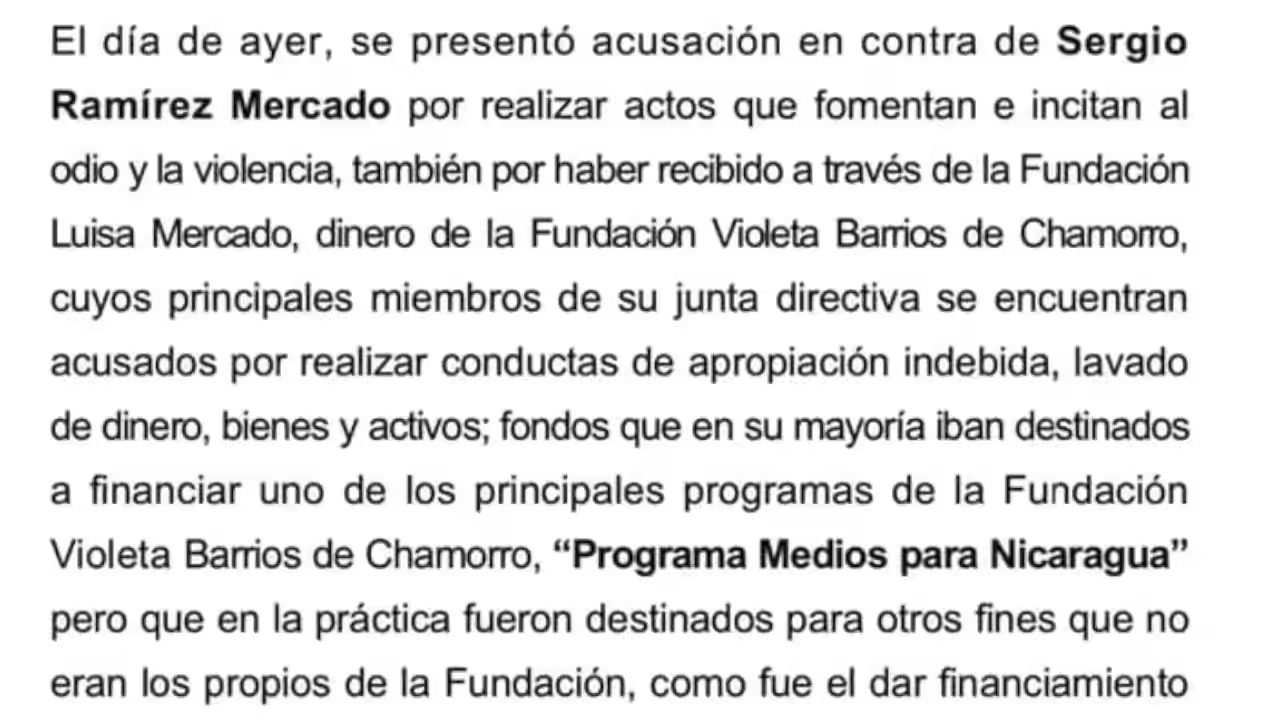 El día de ayer, se presentó acusación en contra de Sergio
Ramírez Mercado por realizar actos que fomentan e incitan al
odio y la violencia, también por haber recibido a través de la Fundación
Luisa Mercado, dinero de la Fundación Violeta Barrios de Chamorro,
cuyos principales miembros de su junta directiva se encuentran
acusados por realizar conductas de apropiación indebida, lavado
de dinero, bienes y activos; fondos que en su mayoría iban destinados
a financiar uno de los principales programas de la Fundación
Violeta Barrios de Chamorro, “Programa Medios para Nicaragua”
pero que en la práctica fueron destinados para otros fines que no
eran los propios de la Fundación, como fue el dar financiamiento